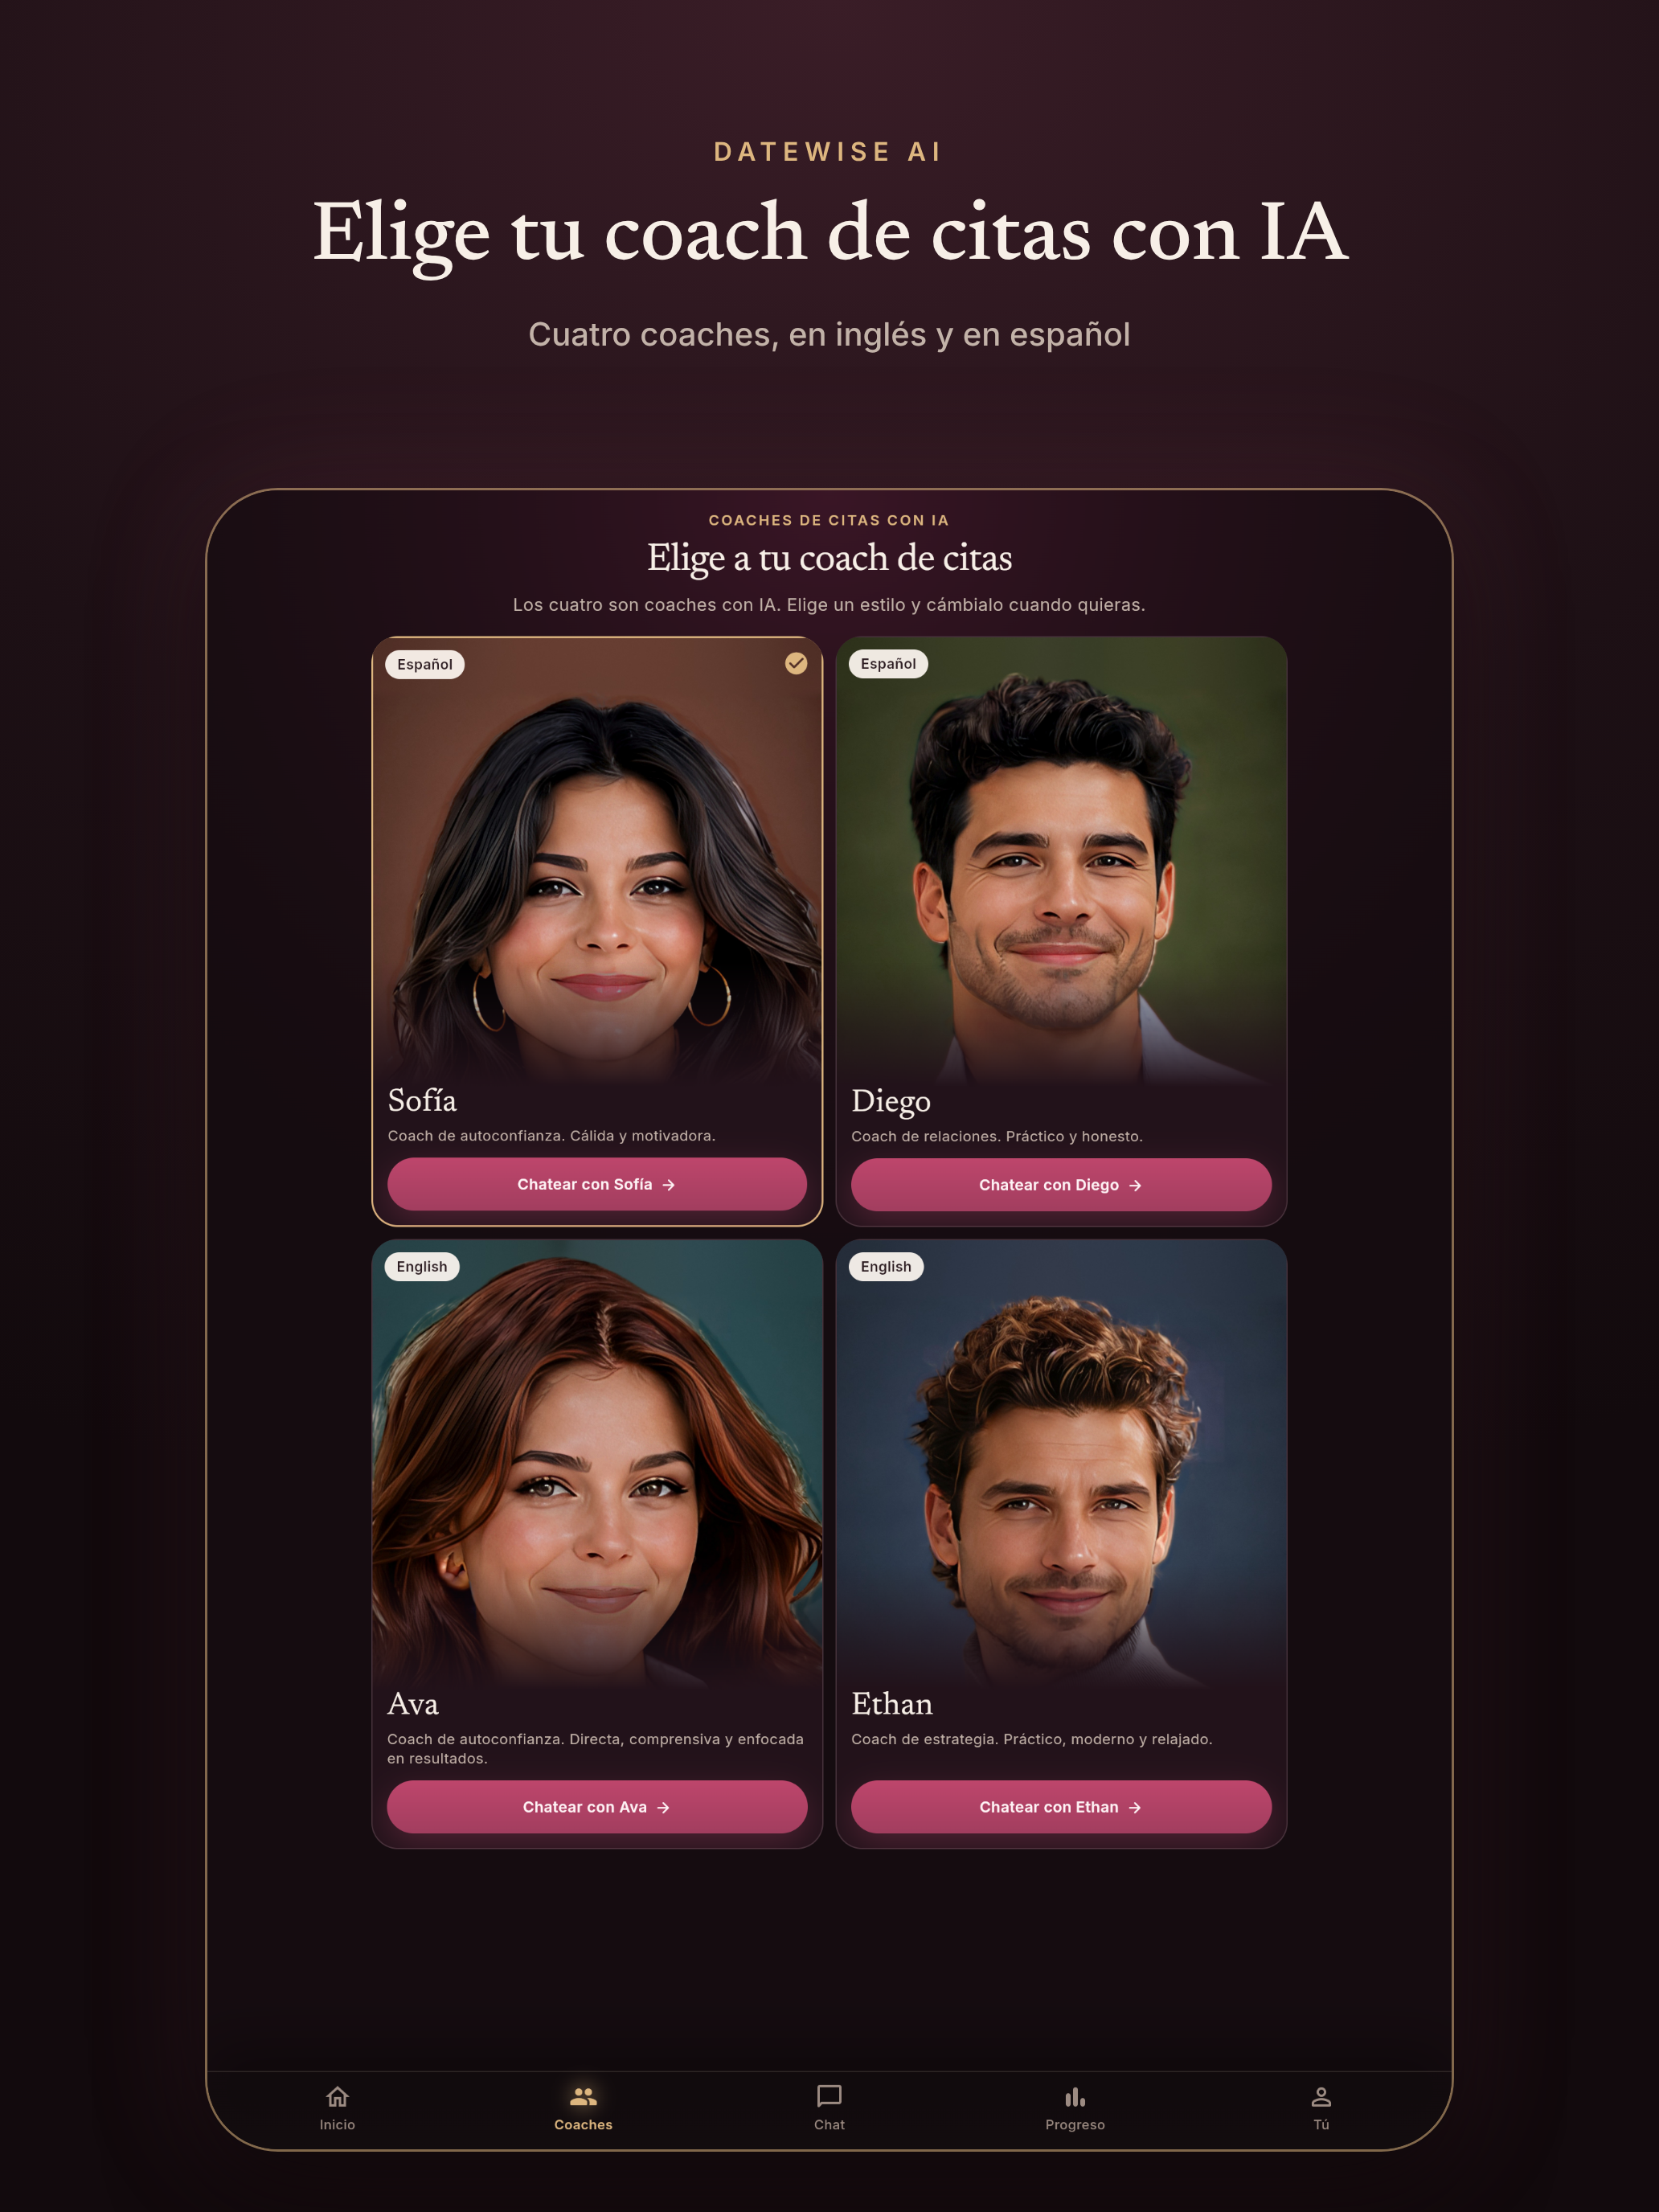 DATEWISE AI
Elige tu coach de citas con IA
Cuatro coaches, en inglés y en español
COACHES DE CITAS CON IA
Elige a tu coach de citas
Los cuatro son coaches con IA. Elige un estilo y cámbialo cuando quieras.
Español
Sofía
Coach de autoconfianza. Cálida y motivadora.
Chatear con Sofía →
Español
Diego
Coach de relaciones. Práctico y honesto.
Chatear con Diego →
English
Ava
Coach de autoconfianza. Directa, comprensiva y enfocada
en resultados.
Chatear con Ava →
English
Ethan
Coach de estrategia. Práctico, moderno y relajado.
Chatear con Ethan →
Inicio
Coaches
Chat
Progreso
Tú